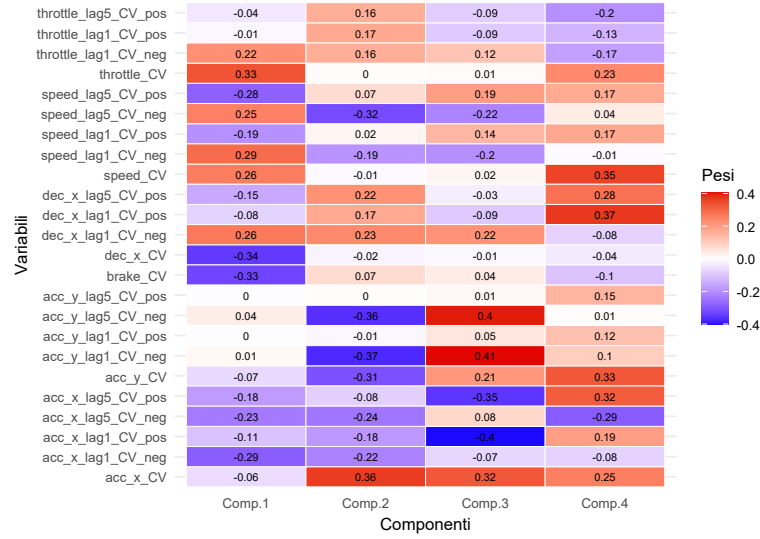 throttle_lag5_CV_pos -0.04 0.16 -0.09 -0.2
throttle_lag1_CV_pos -0.01 0.17 -0.09 -0.13
throttle_lag1_CV_neg 0.22 0.16 0.12 -0.17
throttle_CV 0.33 0 0.01 0.23
speed_lag5_CV_pos -0.28 0.07 0.19 0.17
speed_lag5_CV_neg 0.25 -0.32 -0.22 0.04
speed_lag1_CV_pos -0.19 0.02 0.14 0.17
speed_lag1_CV_neg 0.29 -0.19 -0.2 -0.01
speed_CV 0.26 -0.01 0.02 0.35
dec_x_lag5_CV_pos -0.15 0.22 -0.03 0.28
dec_x_lag1_CV_pos -0.08 0.17 -0.09 0.37
dec_x_lag1_CV_neg 0.26 0.23 0.22 -0.08
dec_x_CV -0.34 -0.02 -0.01 -0.04
brake_CV -0.33 0.07 0.04 -0.1
acc_y_lag5_CV_pos 0 0 0.01 0.15
acc_y_lag5_CV_neg 0.04 -0.36 0.4 0.01
acc_y_lag1_CV_pos 0 -0.01 0.05 0.12
acc_y_lag1_CV_neg 0.01 -0.37 0.41 0.1
acc_y_CV -0.07 -0.31 0.21 0.33
acc_x_lag5_CV_pos -0.18 -0.08 -0.35 0.32
acc_x_lag5_CV_neg -0.23 -0.24 0.08 -0.29
acc_x_lag1_CV_pos -0.11 -0.18 -0.4 0.19
acc_x_lag1_CV_neg -0.29 -0.22 -0.07 -0.08
acc_x_CV -0.06 0.36 0.32 0.25
Comp.1 Comp.2 Comp.3 Comp.4
Componenti
Variabili
Pesi
0.4
0.2
0.0
-0.2
-0.4